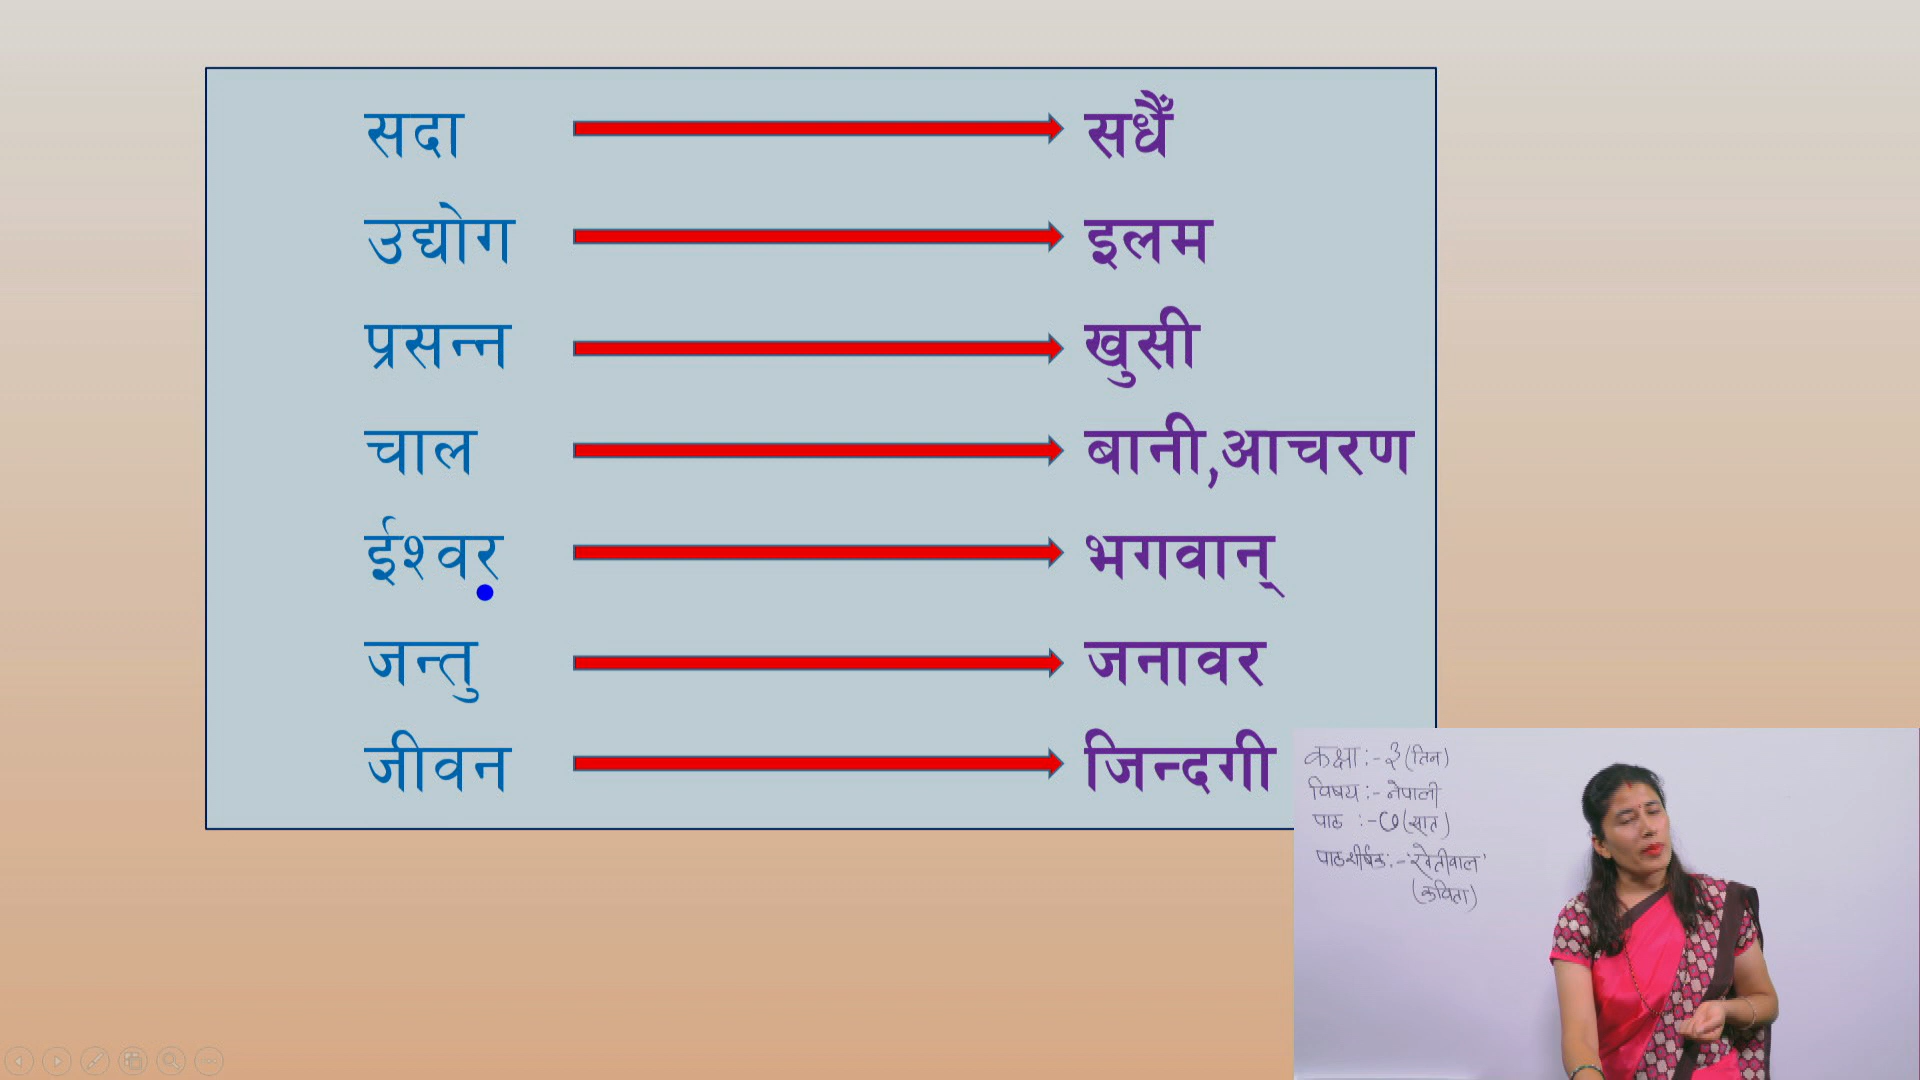 सदा सधैँ
उद्योग इलम
प्रसन्न खुसी
चाल बानी,आचरण
ईश्वर भगवान्
जन्तु जनावर
जीवन जिन्दगी
कक्षा :- ३ (तिन)
विषय :- नेपाली
पाठ :- ७ (सात)
पाठशीर्षक :- 'खेतीवाल'
(कविता)